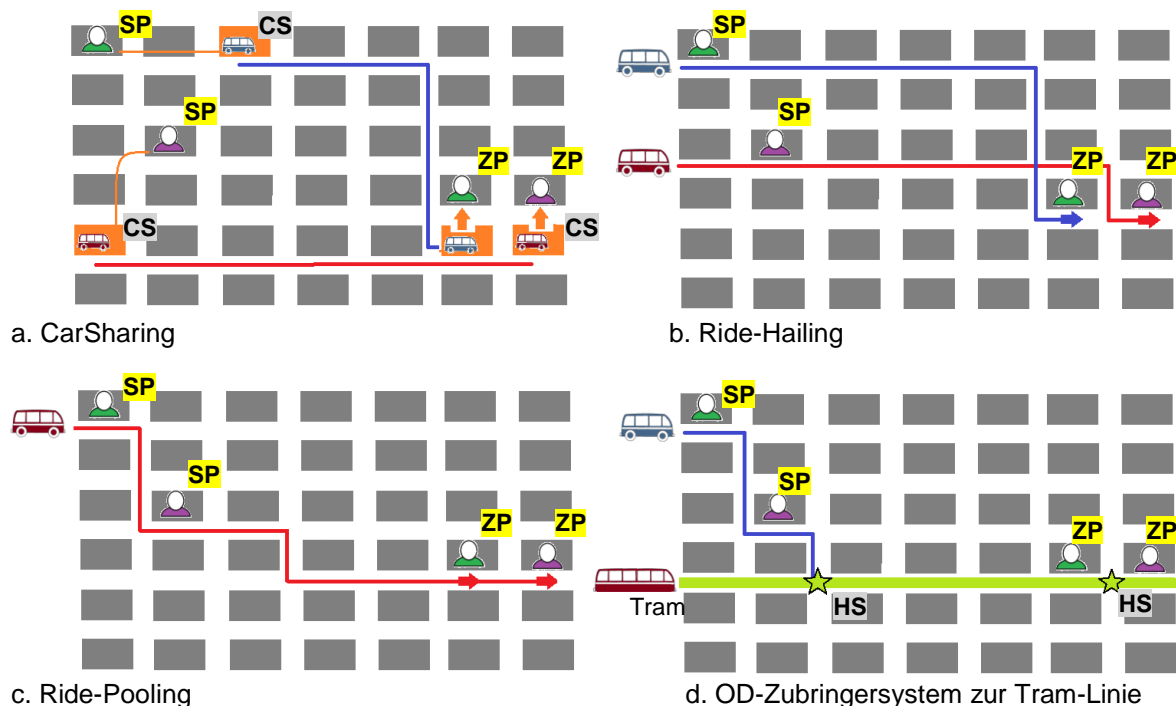 SP
CS
SP
ZP
ZP
CS
CS
a. CarSharing
SP
SP
ZP
ZP
b. Ride-Hailing
SP
SP
ZP
ZP
c. Ride-Pooling
SP
SP
ZP
ZP
Tram
HS
HS
d. OD-Zubringersystem zur Tram-Linie